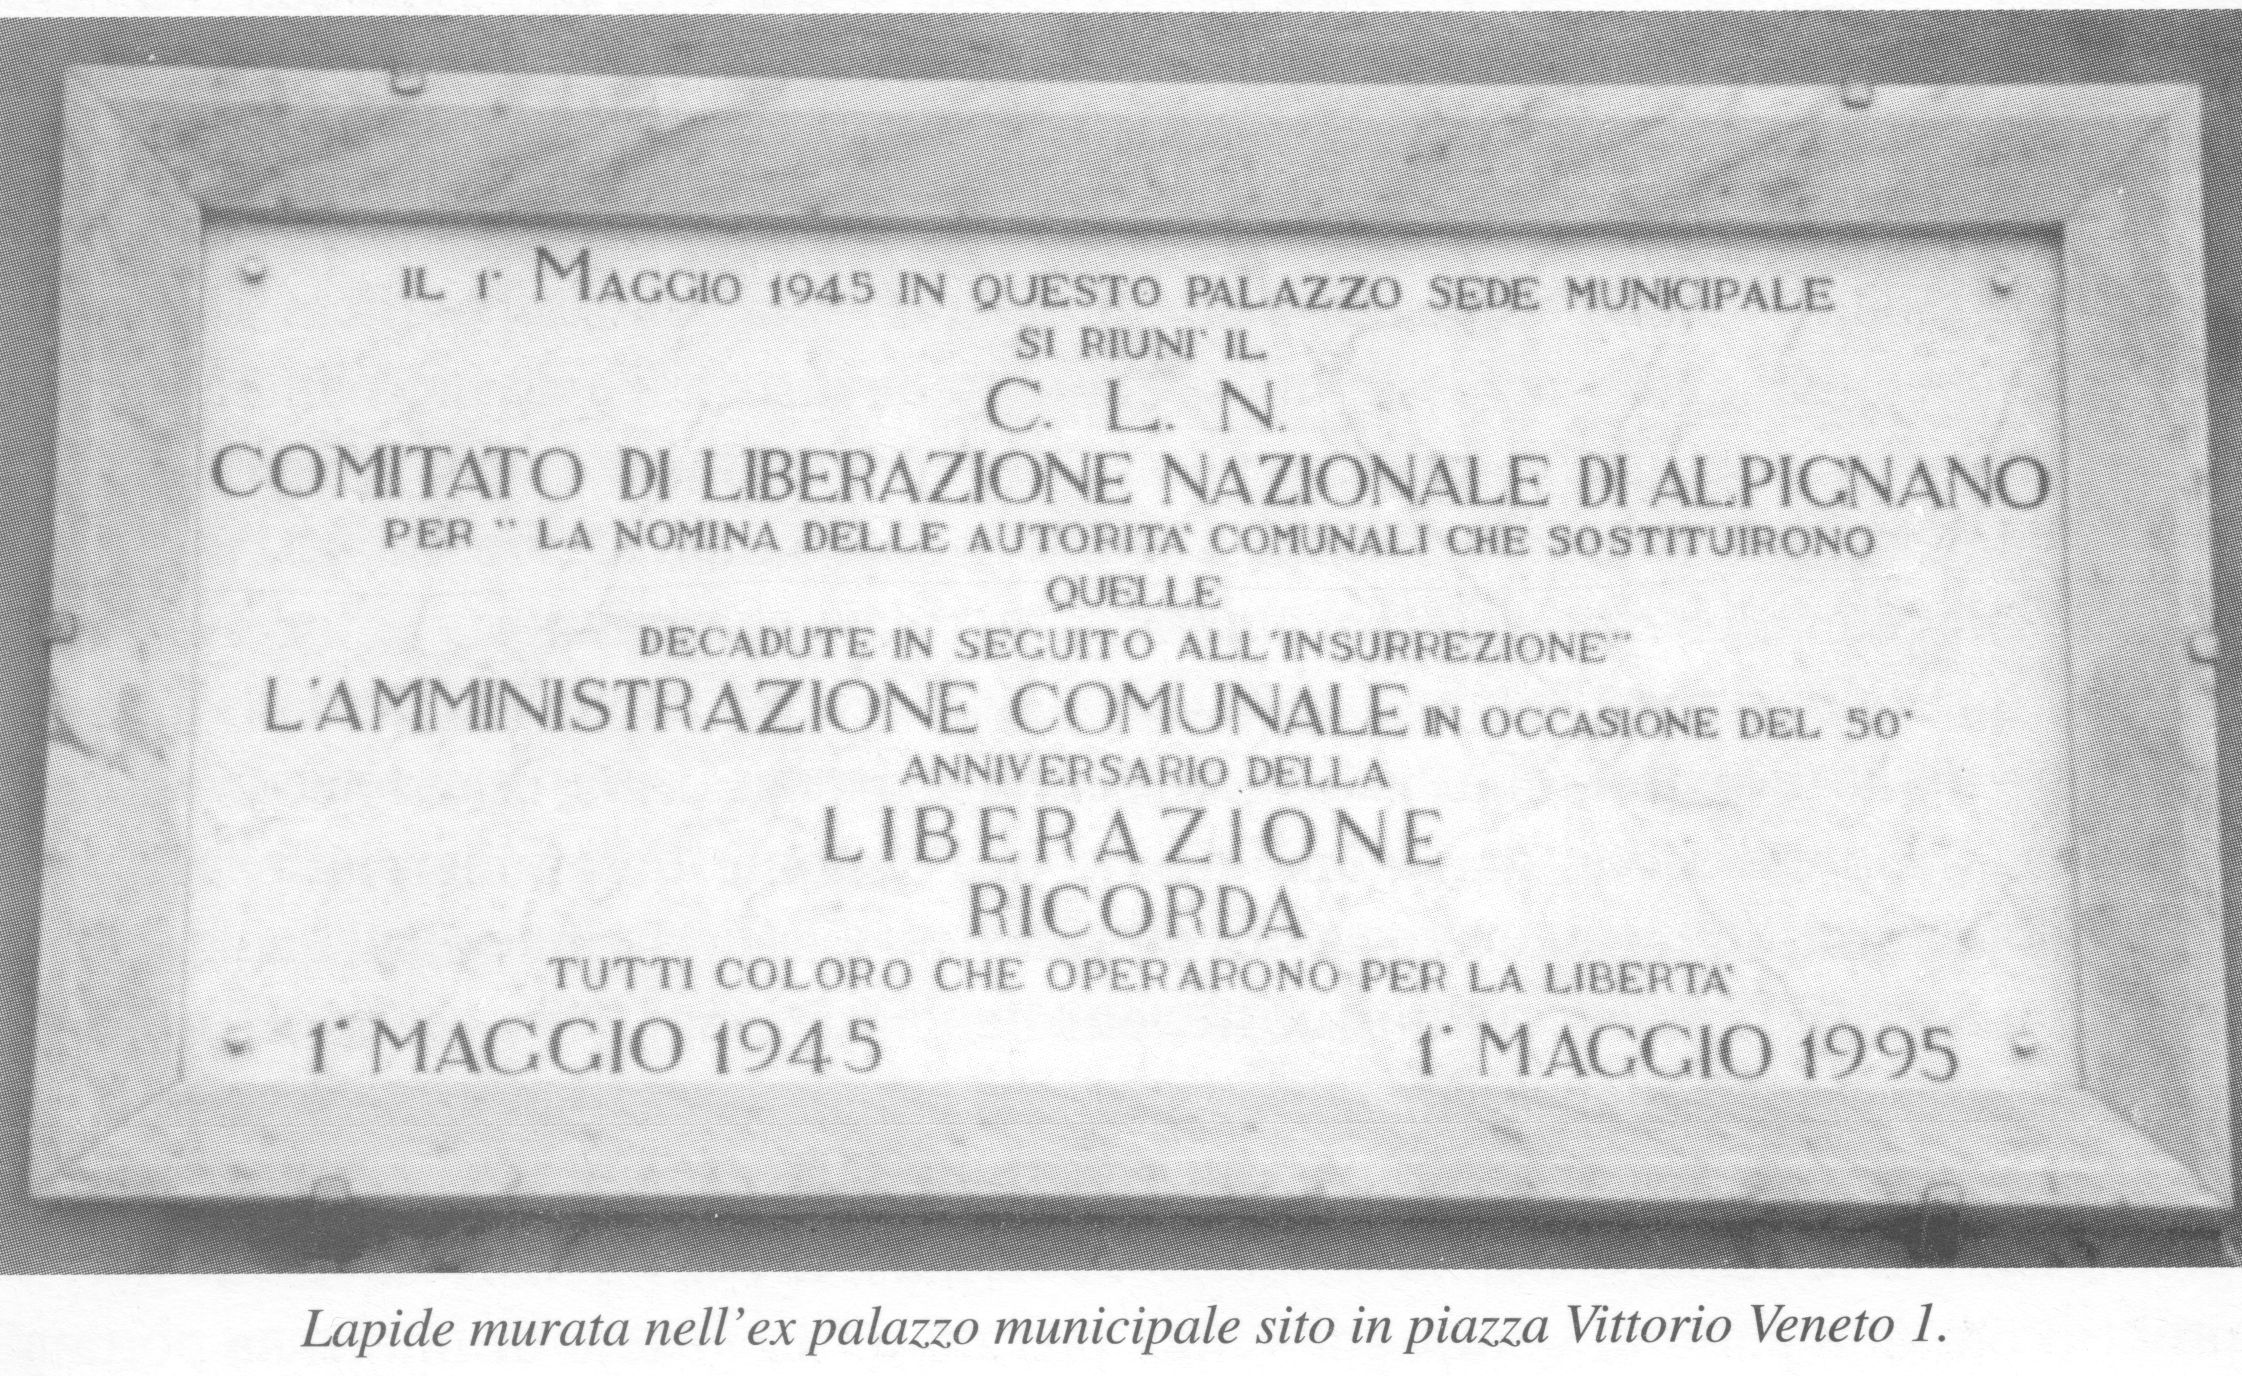 IL 1° MAGGIO 1945 IN QUESTO PALAZZO SEDE MUNICIPALE
SI RIUNI' IL
C. L. N.
COMITATO DI LIBERAZIONE NAZIONALE DI ALPIGNANO
PER " LA NOMINA DELLE AUTORITA' COMUNALI CHE SOSTITUIRONO
QUELLE
DECADUTE IN SEGUITO ALL'INSURREZIONE"
L'AMMINISTRAZIONE COMUNALE IN OCCASIONE DEL 50°
ANNIVERSARIO DELLA
LIBERAZIONE
RICORDA
TUTTI COLORO CHE OPERARONO PER LA LIBERTA'
1° MAGGIO 1945 1° MAGGIO 1995
Lapide murata nell'ex palazzo municipale sito in piazza Vittorio Veneto 1.